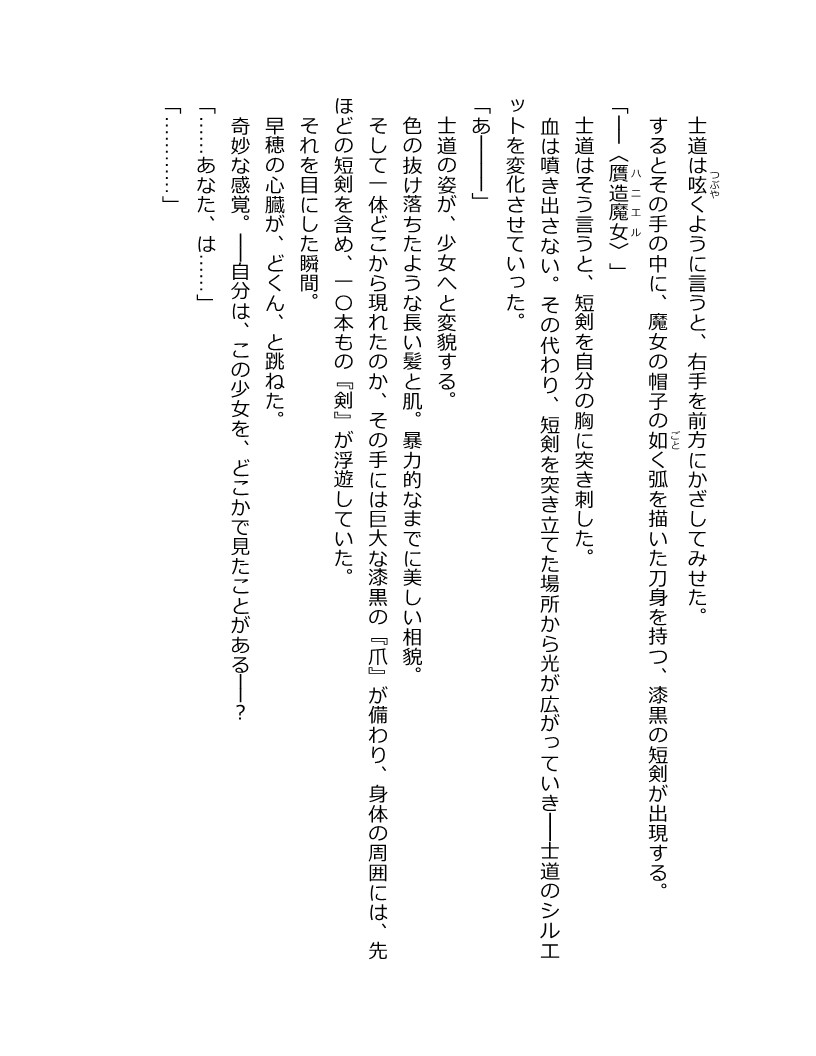 士道は呟くように言うと、右手を前方にかざしてみせた。
するとその手の中に、魔女の帽子の如く弧を描いた刀身を持つ、漆黒の短剣が出現する。
「――〈贋造魔女〉」
士道はそう言うと、短剣を自分の胸に突き刺した。
血は噴き出さない。その代わり、短剣を突き立てた場所から光が広がっていき――士道のシルエ
ットを変化させていった。
「あ――――」
士道の姿が、少女へと変貌する。
色の抜け落ちたような長い髪と肌。暴力的なまでに美しい相貌。
そして一体どこから現れたのか、その手には巨大な漆黒の『爪』が備わり、身体の周囲には、先
ほどの短剣を含め、一〇本もの『剣』が浮遊していた。
それを目にした瞬間。
早穂の心臓が、どくん、と跳ねた。
奇妙な感覚。――自分は、この少女を、どこかで見たことがある――？
「……あなた、は……」
「…………」
つぶや
ごと
ハニエル